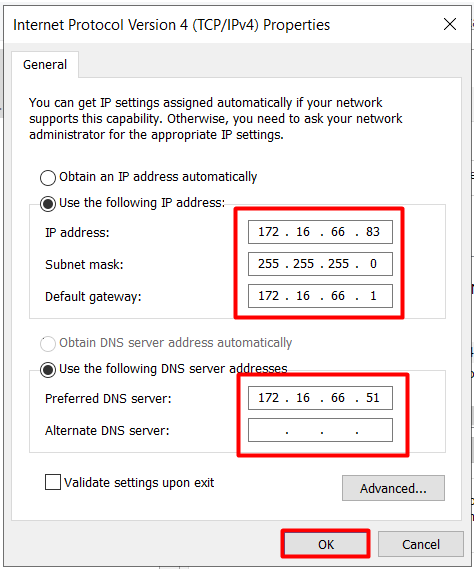 Internet Protocol Version 4 (TCP/IPv4) Properties
General
You can get IP settings assigned automatically if your network
supports this capability. Otherwise, you need to ask your network
administrator for the appropriate IP settings.
Obtain an IP address automatically
Use the following IP address:
IP address: 172 . 16 . 66 . 83
Subnet mask: 255 . 255 . 255 . 0
Default gateway: 172 . 16 . 66 . 1
Obtain DNS server address automatically
Use the following DNS server addresses
Preferred DNS server: 172 . 16 . 66 . 51
Alternate DNS server: . . .
Validate settings upon exit
Advanced...
OK Cancel